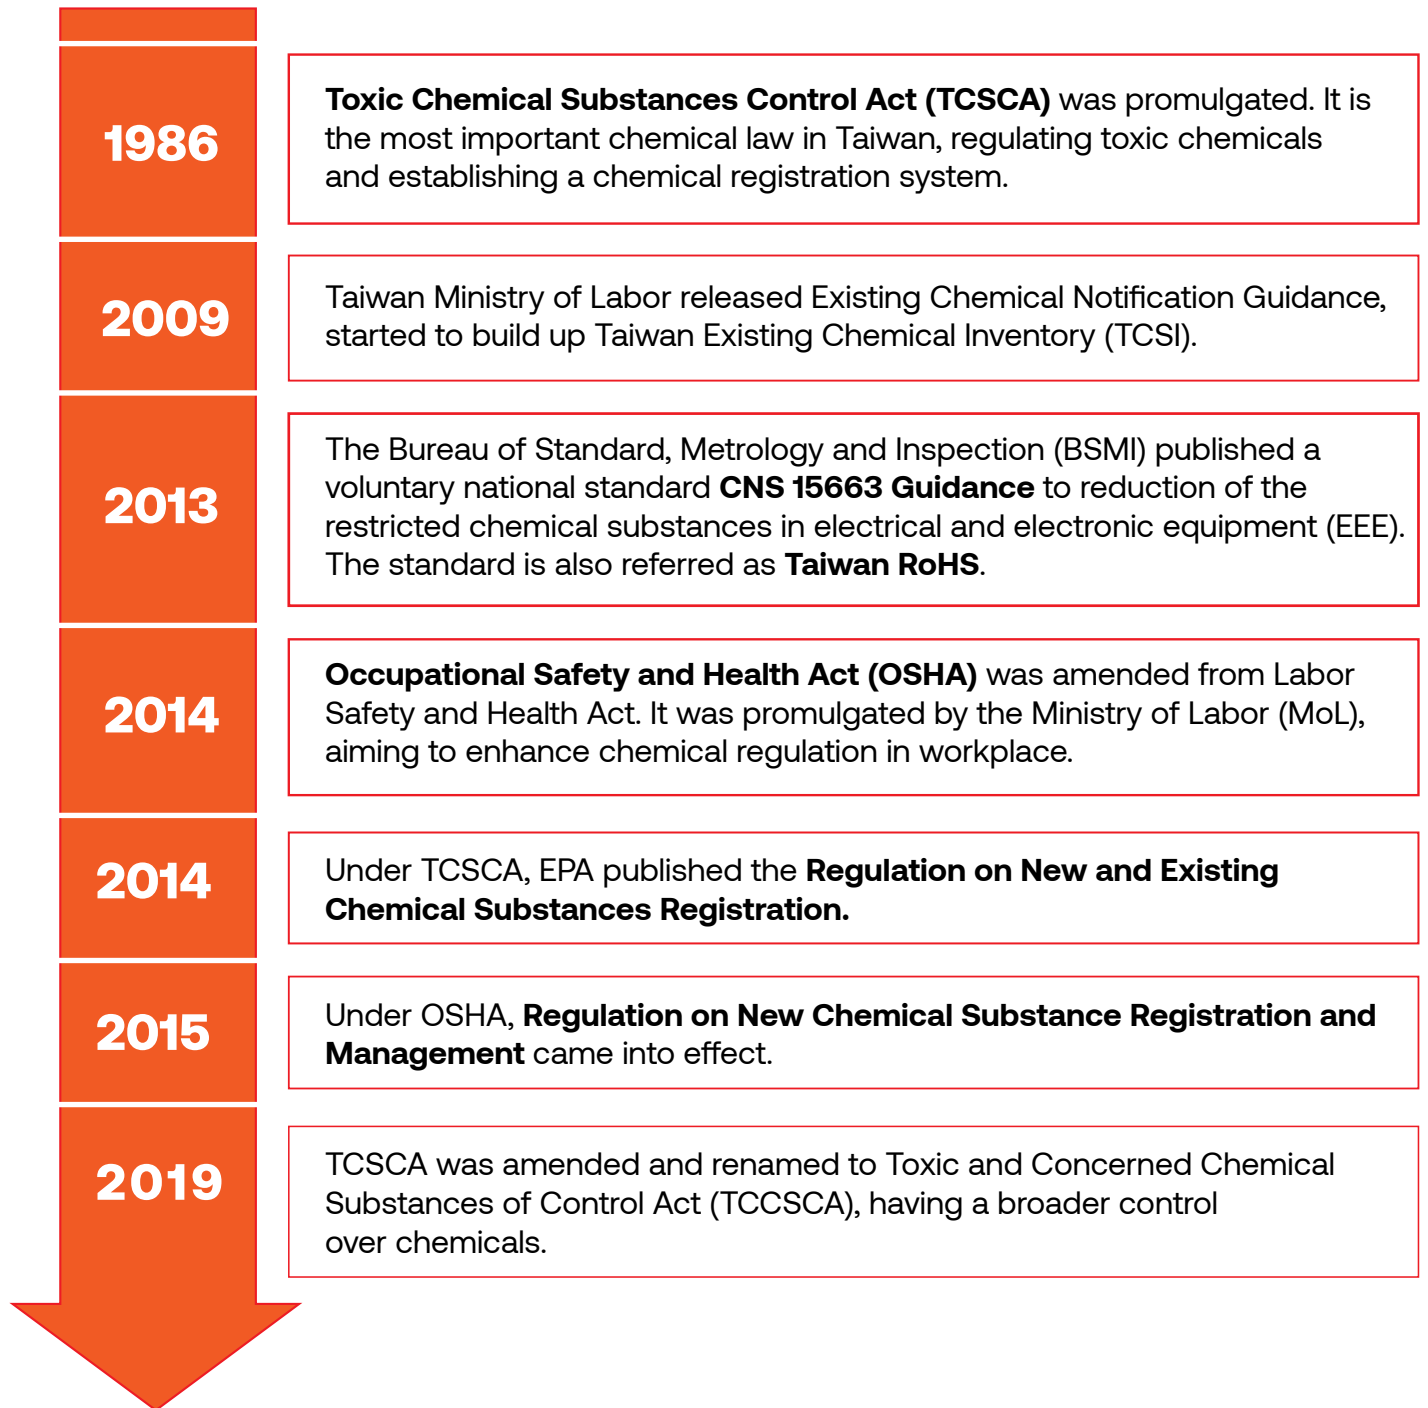 1986
Toxic Chemical Substances Control Act (TCSCA) was promulgated. It is
the most important chemical law in Taiwan, regulating toxic chemicals
and establishing a chemical registration system.
2009
Taiwan Ministry of Labor released Existing Chemical Notification Guidance,
started to build up Taiwan Existing Chemical Inventory (TCSI).
2013
The Bureau of Standard, Metrology and Inspection (BSMI) published a
voluntary national standard CNS 15663 Guidance to reduction of the
restricted chemical substances in electrical and electronic equipment (EEE).
The standard is also referred as Taiwan RoHS.
2014
Occupational Safety and Health Act (OSHA) was amended from Labor
Safety and Health Act. It was promulgated by the Ministry of Labor (MoL),
aiming to enhance chemical regulation in workplace.
2014
Under TCSCA, EPA published the Regulation on New and Existing
Chemical Substances Registration.
2015
Under OSHA, Regulation on New Chemical Substance Registration and
Management came into effect.
2019
TCSCA was amended and renamed to Toxic and Concerned Chemical
Substances of Control Act (TCCSCA), having a broader control
over chemicals.